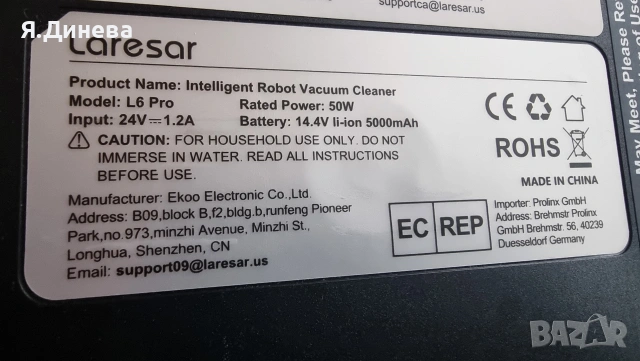 Я.Динева
supportca@laresar.us
Laresar
Product Name: Intelligent Robot Vacuum Cleaner
Model: L6 Pro Rated Power: 50W
Input: 24V⎓1.2A Battery: 14.4V li-ion 5000mAh
CAUTION: FOR HOUSEHOLD USE ONLY. DO NOT
IMMERSE IN WATER. READ ALL INSTRUCTIONS
BEFORE USE.
CE
ROHS
MADE IN CHINA
Manufacturer: Ekoo Electronic Co.,Ltd.
Address: B09,block B,f2,bldg.b,runfeng Pioneer
Park,no.973,minzhi Avenue, Minzhi St.,
Longhua, Shenzhen, CN
Email: support09@laresar.us
EC REP
Importer: Prolinx GmbH
Address: Brehmstr Prolinx
GmbH Brehmstr. 56, 40239
Duesseldorf Germany
May Meet, Please Re
of Use
BAZAR